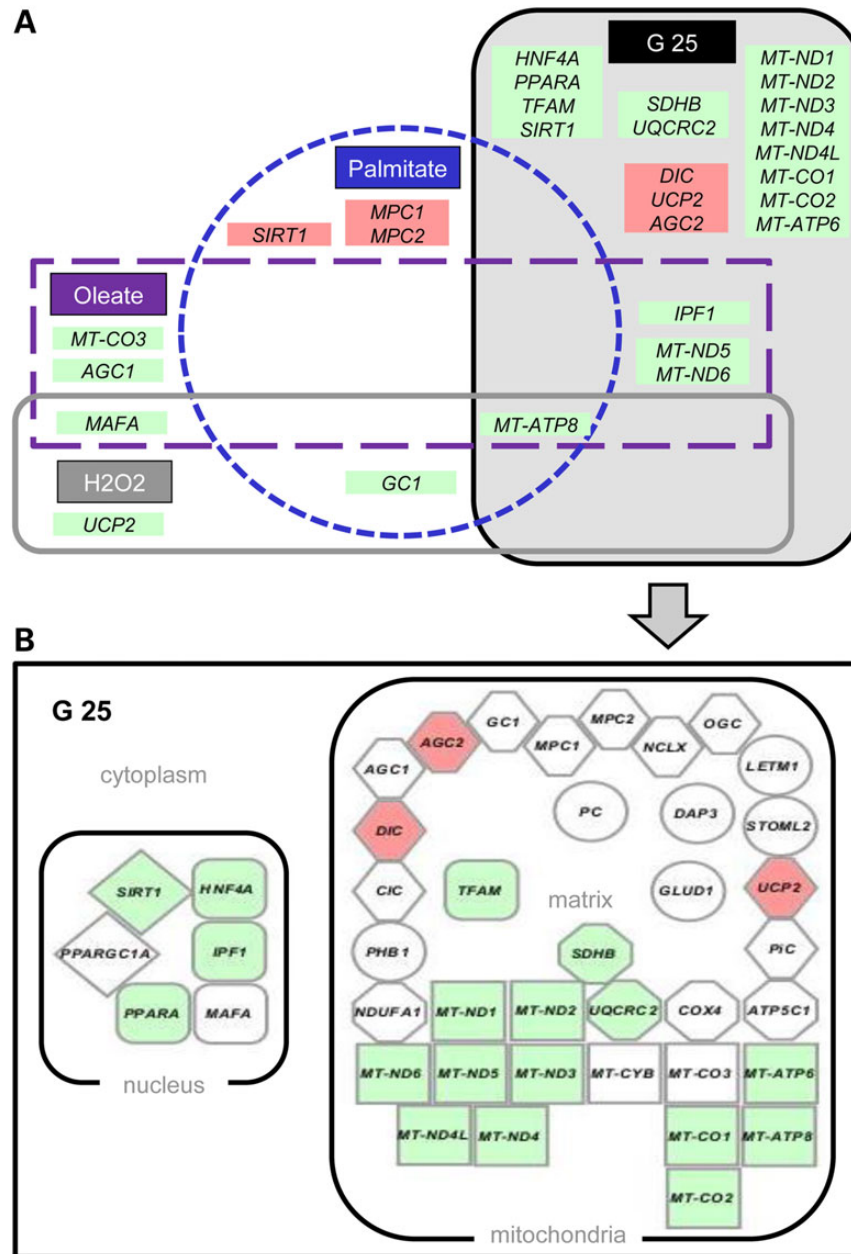 A
G 25
HNF4A
PPARA
TFAM
SIRT1
SDHB
UQCRC2
MT-ND1
MT-ND2
MT-ND3
MT-ND4
MT-ND4L
MT-CO1
MT-CO2
MT-ATP6
DIC
UCP2
AGC2
Palmitate
SIRT1
MPC1
MPC2
Oleate
MT-CO3
AGC1
IPF1
MT-ND5
MT-ND6
MAFA
MT-ATP8
H2O2
GC1
UCP2
B
G 25
cytoplasm
SIRT1
HNF4A
PPARGC1A
IPF1
PPARA
MAFA
nucleus
AGC1
AGC2
GC1
MPC1
MPC2
NCLX
OGC
LETM1
DIC
PC
DAP3
STOML2
CIC
TFAM
matrix
GLUD1
UCP2
PHB1
SDHB
PiC
NDUFA1
MT-ND1
MT-ND2
UQCRC2
COX4
ATP5C1
MT-ND6
MT-ND5
MT-ND3
MT-CYB
MT-CO3
MT-ATP6
MT-ND4L
MT-ND4
MT-CO1
MT-ATP8
MT-CO2
mitochondria